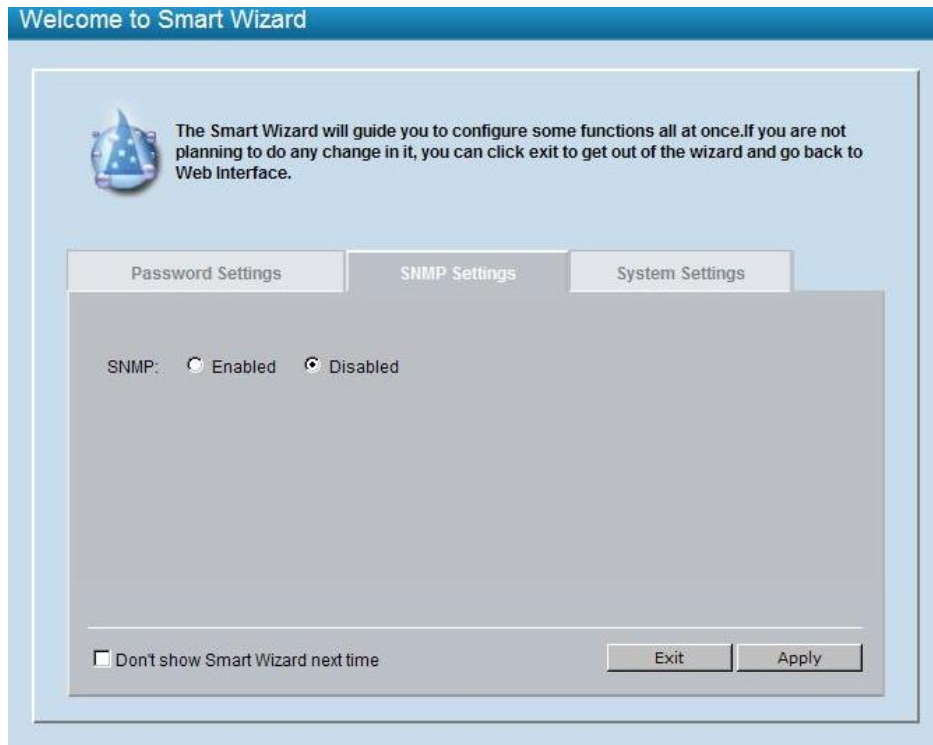 Welcome to Smart Wizard
The Smart Wizard will guide you to configure some functions all at once.If you are not
planning to do any change in it, you can click exit to get out of the wizard and go back to
Web Interface.
Password Settings
SNMP Settings
System Settings
SNMP: Enabled Disabled
Don't show Smart Wizard next time
Exit
Apply